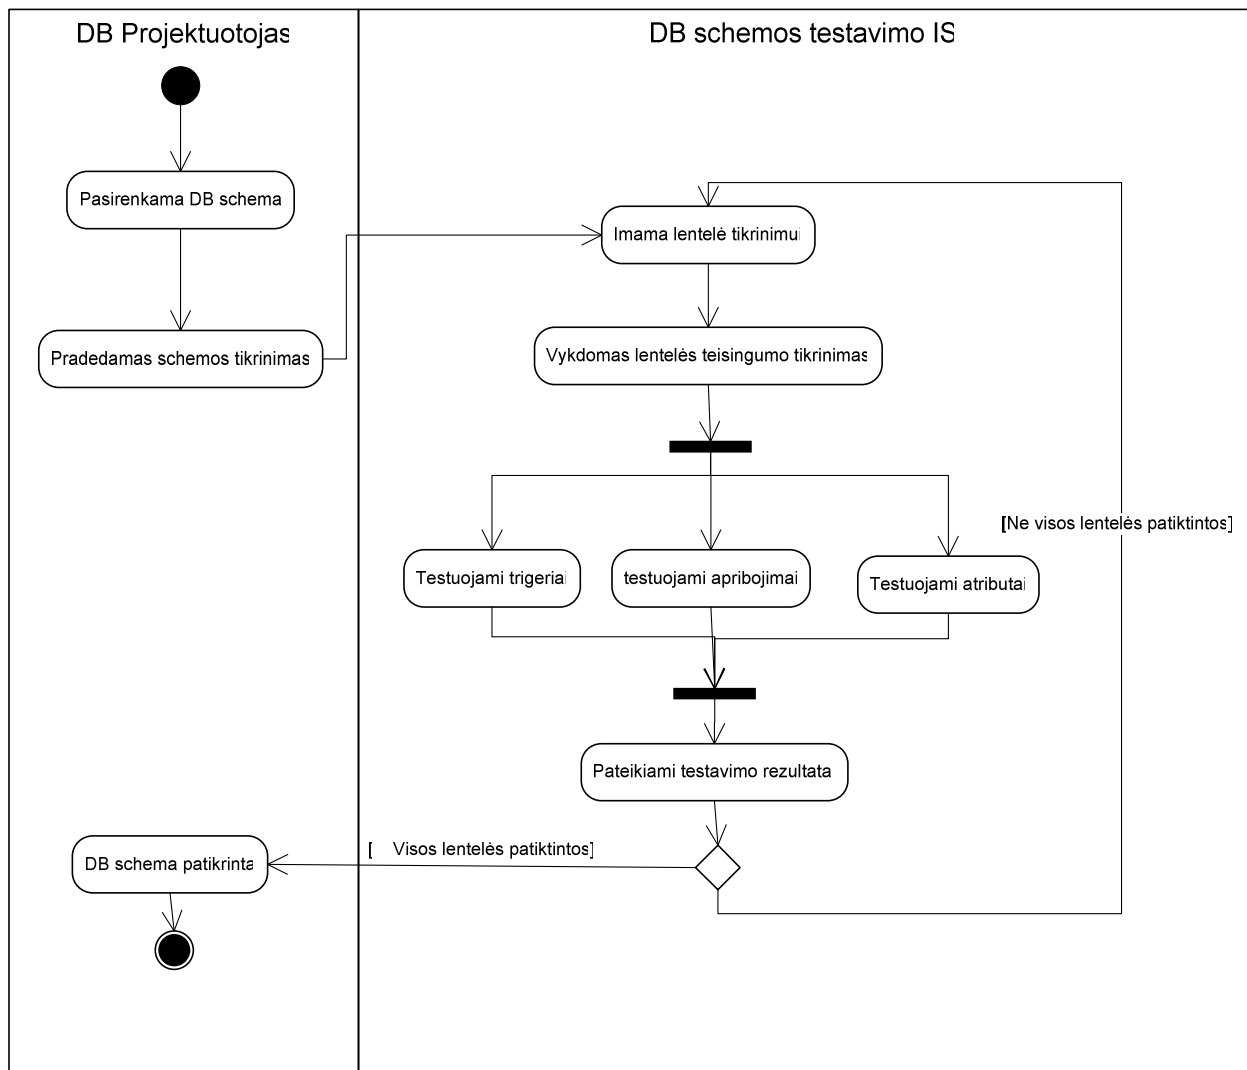 DB Projektuotojas
DB schemos testavimo IS
Pasirenkama DB schema
Imama lentelė tikrinimui
Pradedamas schemos tikrinimas
Vykdomas lentelės teisingumo tikrinimas
[Ne visos lentelės patiktintos]
Testuojami trigeriai
testuojami apribojimai
Testuojami atributai
Pateikiami testavimo rezultata
[ Visos lentelės patiktintos]
DB schema patikrinta